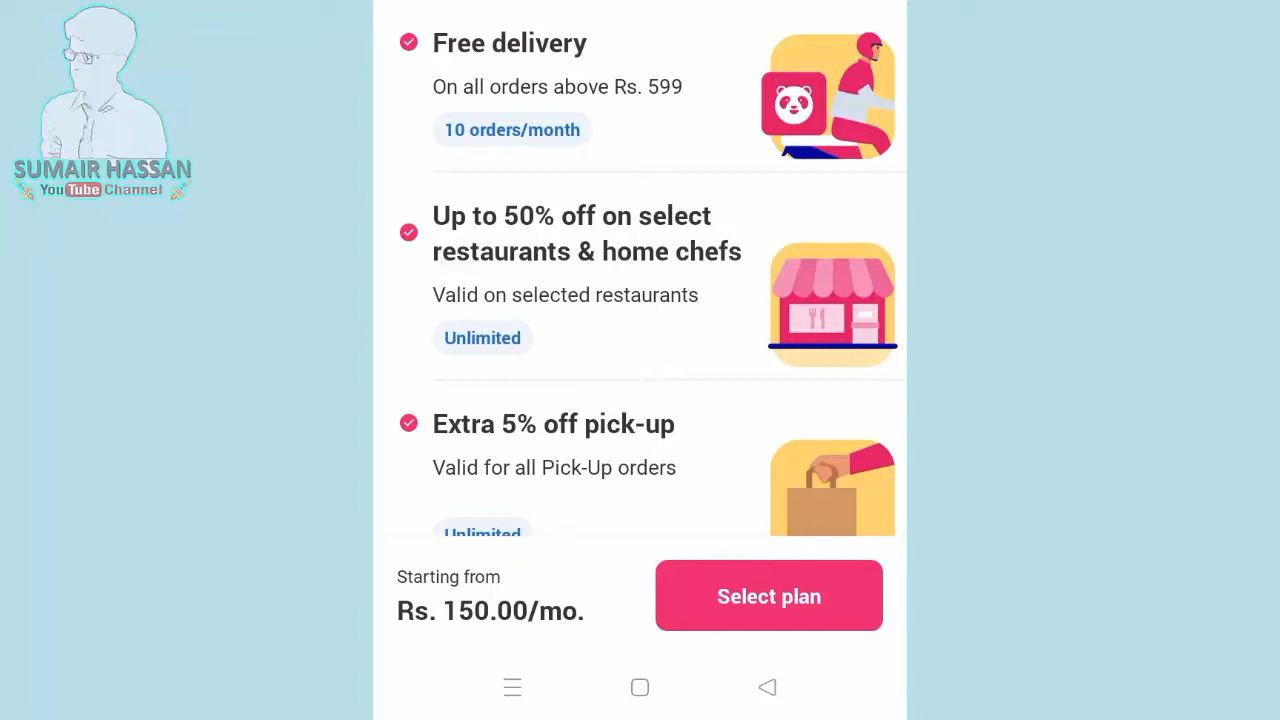 SUMAIR HASSAN
YouTube Channel
Free delivery
On all orders above Rs. 599
10 orders/month
Up to 50% off on select
restaurants & home chefs
Valid on selected restaurants
Unlimited
Extra 5% off pick-up
Valid for all Pick-Up orders
Unlimited
Starting from
Rs. 150.00/mo.
Select plan